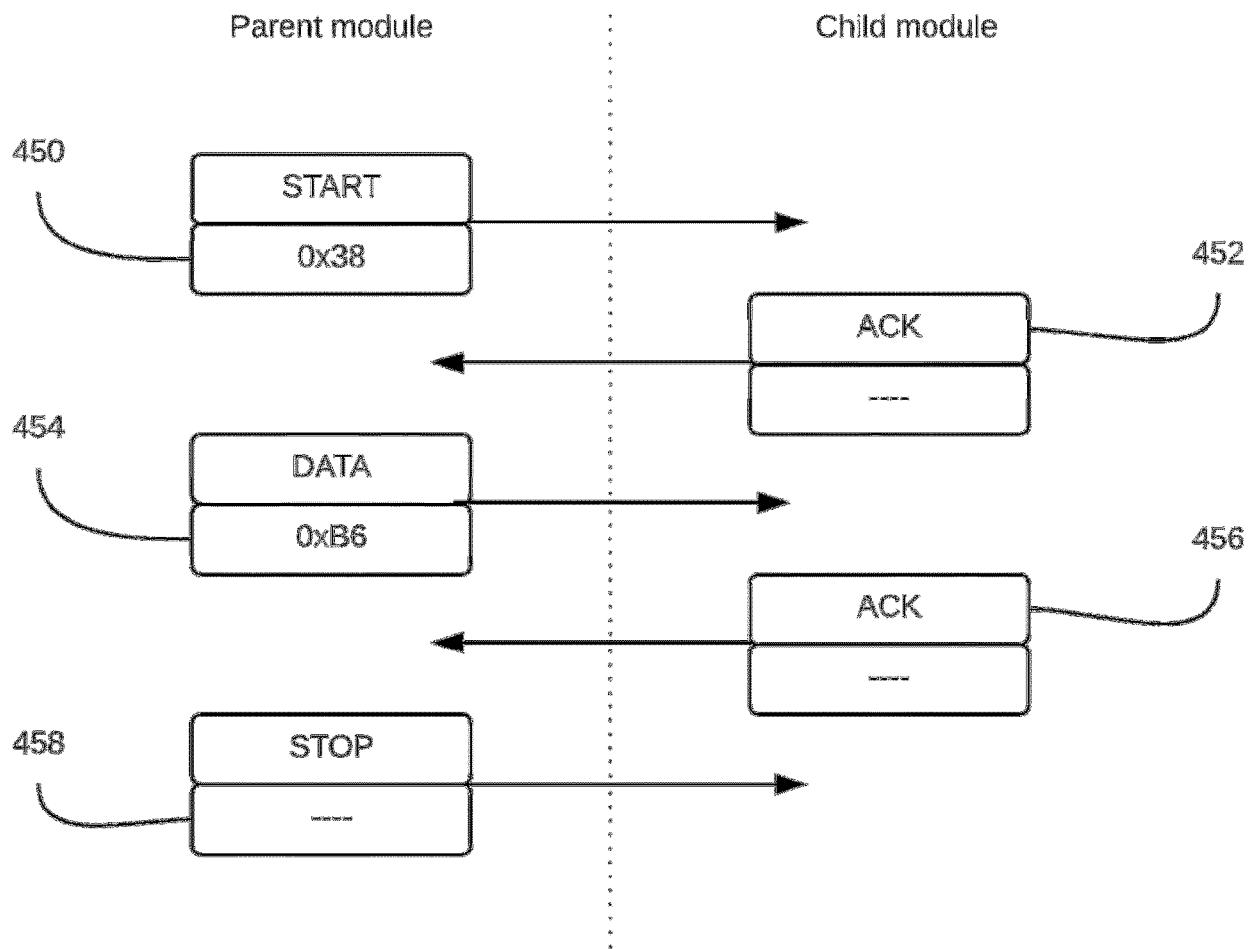 Parent module
Child module
450
START
0x38
452
ACK
----
454
DATA
0xB6
456
ACK
----
458
STOP
----